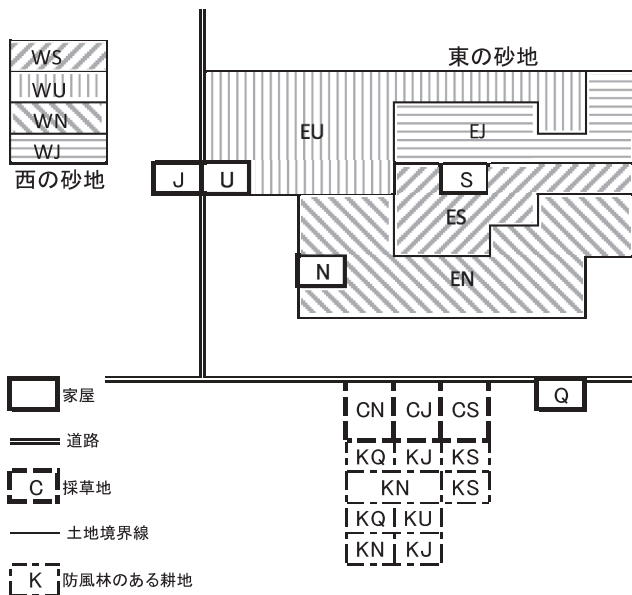 東の砂地
WS
WU
WN
WJ
西の砂地
EU
EJ
J
U
S
ES
N
EN
Q
CN CJ CS
KQ KJ KS
KN KS
KQ KU
KN KJ
家屋
道路
C 採草地
土地境界線
K 防風林のある耕地